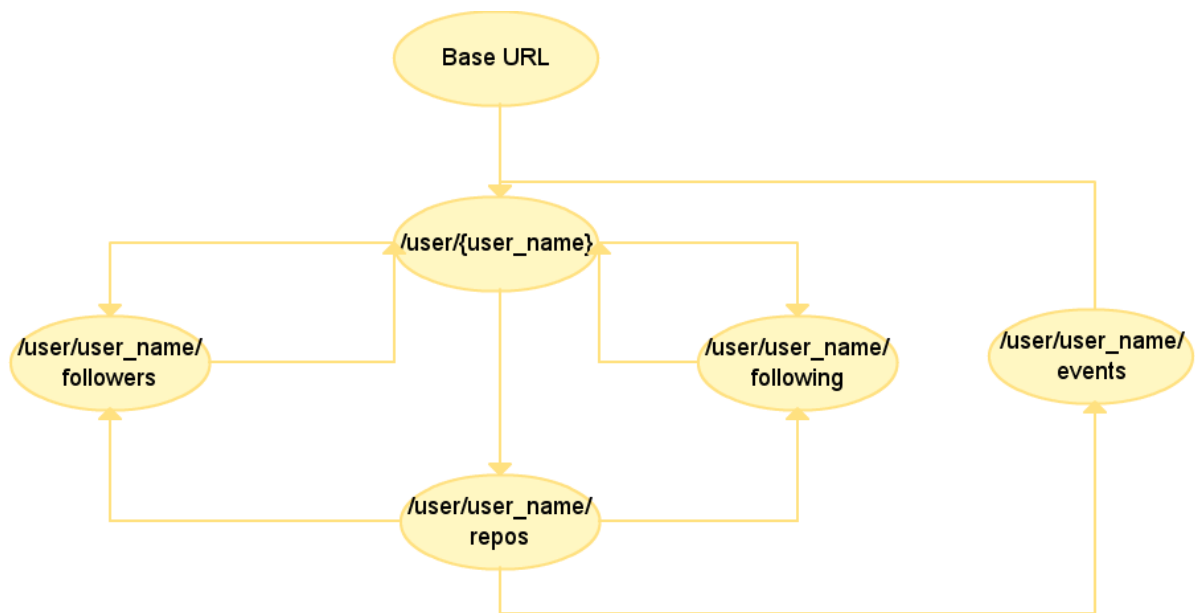 Base URL
/user/{user_name}
/user/user_name/
followers
/user/user_name/
following
/user/user_name/
events
/user/user_name/
repos